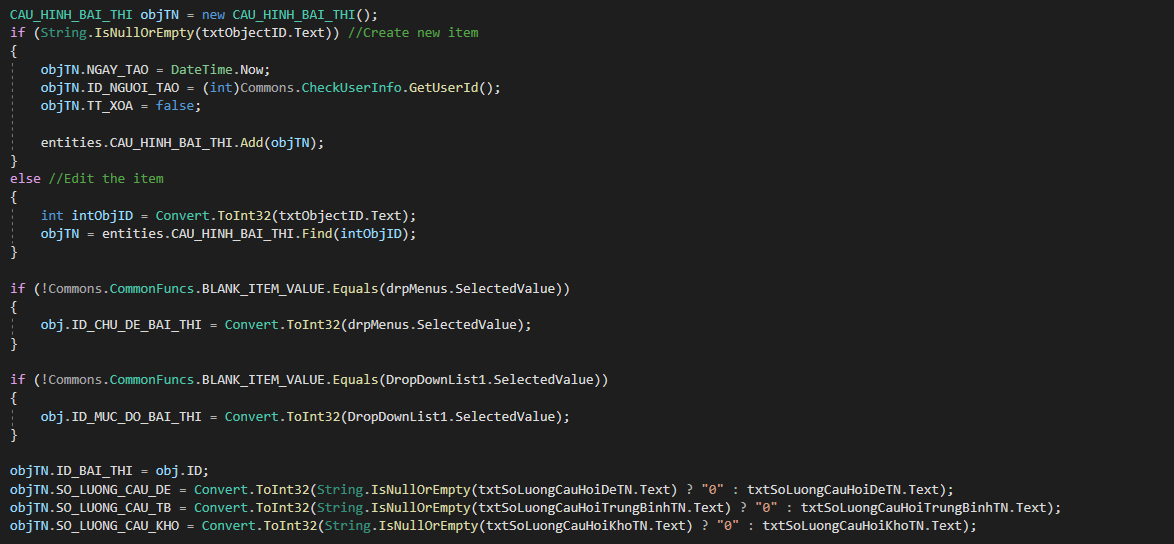 CAU_HINH_BAI_THI objTN = new CAU_HINH_BAI_THI();
if (String.IsNullOrEmpty(txtObjectID.Text)) //Create new item
{
    objTN.NGAY_TAO = DateTime.Now;
    objTN.ID_NGUOI_TAO = (int)Commons.CheckUserInfo.GetUserId();
    objTN.TT_XOA = false;

    entities.CAU_HINH_BAI_THI.Add(objTN);
}
else //Edit the item
{
    int intObjID = Convert.ToInt32(txtObjectID.Text);
    objTN = entities.CAU_HINH_BAI_THI.Find(intObjID);
}

if (!Commons.CommonFuncs.BLANK_ITEM_VALUE.Equals(drpMenus.SelectedValue))
{
    obj.ID_CHU_DE_BAI_THI = Convert.ToInt32(drpMenus.SelectedValue);
}

if (!Commons.CommonFuncs.BLANK_ITEM_VALUE.Equals(DropDownList1.SelectedValue))
{
    obj.ID_MUC_DO_BAI_THI = Convert.ToInt32(DropDownList1.SelectedValue);
}

objTN.ID_BAI_THI = obj.ID;
objTN.SO_LUONG_CAU_DE = Convert.ToInt32(String.IsNullOrEmpty(txtSoLuongCauHoiDeTN.Text) ? "0" : txtSoLuongCauHoiDeTN.Text);
objTN.SO_LUONG_CAU_TB = Convert.ToInt32(String.IsNullOrEmpty(txtSoLuongCauHoiTrungBinhTN.Text) ? "0" : txtSoLuongCauHoiTrungBinhTN.Text);
objTN.SO_LUONG_CAU_KHO = Convert.ToInt32(String.IsNullOrEmpty(txtSoLuongCauHoiKhoTN.Text) ? "0" : txtSoLuongCauHoiKhoTN.Text);